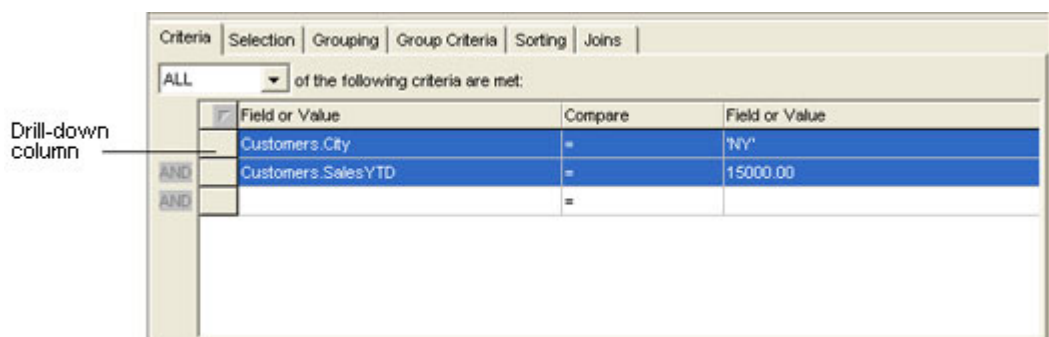 Criteria Selection Grouping Group Criteria Sorting Joins
ALL of the following criteria are met:
Field or Value Compare Field or Value
Drill-down
column
Customers.City = 'NY'
AND Customers.SalesYTD = 15000.00
AND =